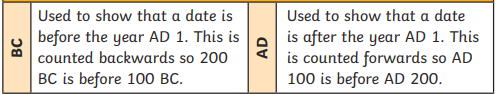 BC
Used to show that a date is
before the year AD 1. This is
counted backwards so 200
BC is before 100 BC.
AD
Used to show that a date
is after the year AD 1. This
is counted forwards so AD
100 is before AD 200.